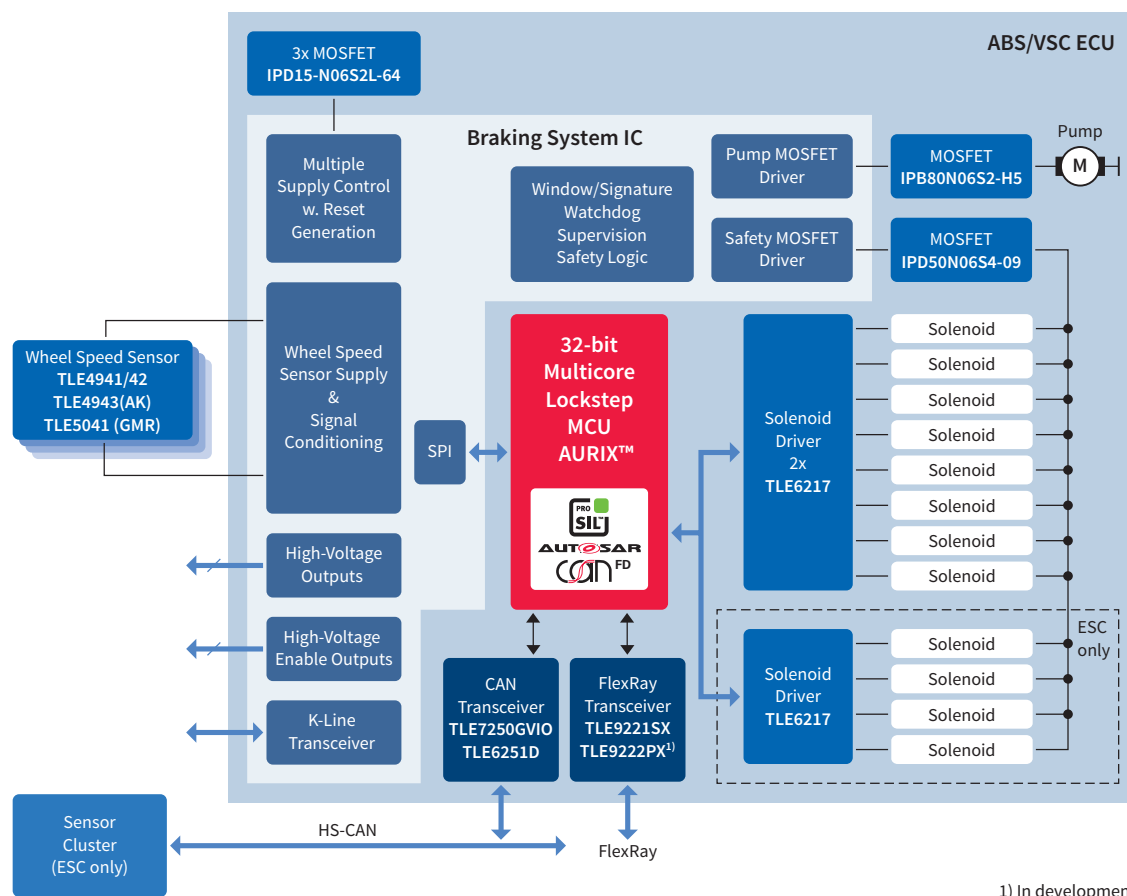 ABS/VSC ECU
3x MOSFET
IPD15-N06S2L-64
Braking System IC
Multiple
Supply Control
w. Reset
Generation
Window/Signature
Watchdog
Supervision
Safety Logic
Pump MOSFET
Driver
MOSFET
IPB80N06S2-H5
Pump
M
Safety MOSFET
Driver
MOSFET
IPD50N06S4-09
Wheel Speed Sensor
TLE4941/42
TLE4943(AK)
TLE5041 (GMR)
Wheel Speed
Sensor Supply
&
Signal
Conditioning
SPI
32-bit
Multicore
Lockstep
MCU
AURIX™
PRO
SIL™
AUTOSAR
CAN FD
Solenoid
Driver
2x
TLE6217
Solenoid
Solenoid
Solenoid
Solenoid
Solenoid
Solenoid
Solenoid
Solenoid
High-Voltage
Outputs
High-Voltage
Enable Outputs
K-Line
Transceiver
CAN
Transceiver
TLE7250GVIO
TLE6251D
FlexRay
Transceiver
TLE9221SX
TLE9222PX1)
Solenoid
Driver
TLE6217
Solenoid
Solenoid
Solenoid
Solenoid
ESC
only
Sensor
Cluster
(ESC only)
HS-CAN
FlexRay
1) In development